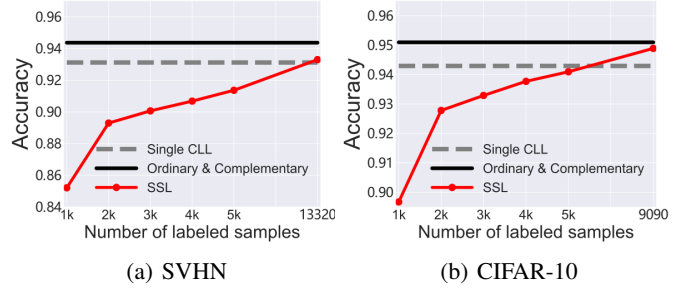 0.96
0.94
0.92
0.90
0.88
0.86
0.84
Accuracy
Single CLL
Ordinary & Complementary
SSL
1k 2k 3k 4k 5k 13320
Number of labeled samples
(a) SVHN
0.96
0.95
0.94
0.93
0.92
0.91
0.90
Accuracy
Single CLL
Ordinary & Complementary
SSL
1k 2k 3k 4k 5k 9090
Number of labeled samples
(b) CIFAR-10